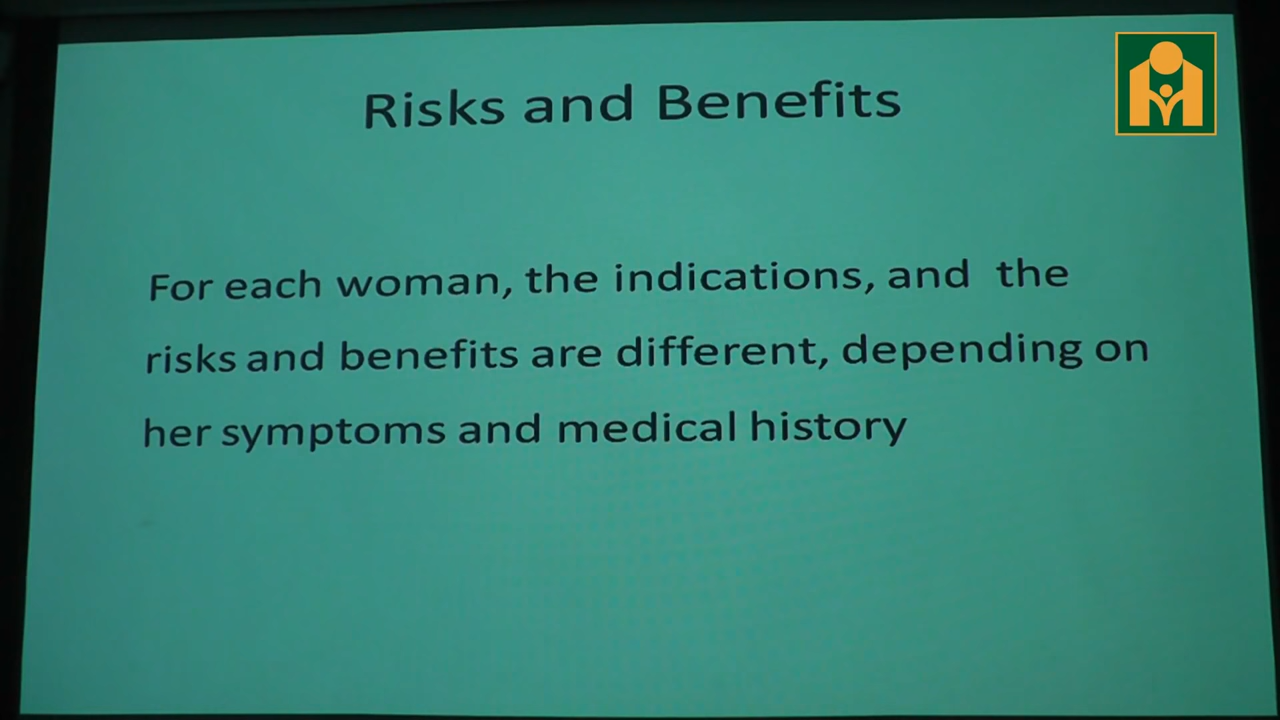 Risks and Benefits
For each woman, the indications, and the
risks and benefits are different, depending on
her symptoms and medical history